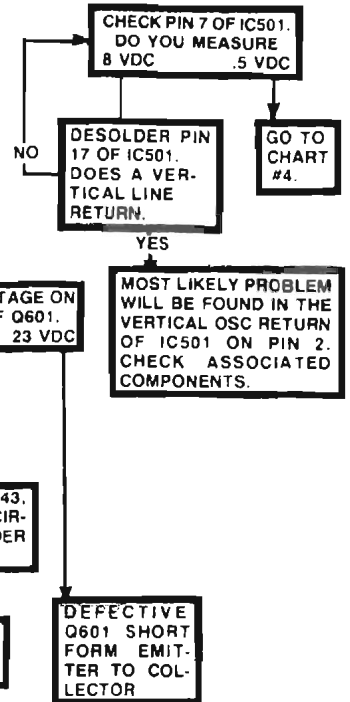 CHECK PIN 7 OF IC501.
DO YOU MEASURE
8 VDC .5 VDC
NO
DESOLDER PIN
17 OF IC501.
DOES A VER-
TICAL LINE
RETURN.
GO TO
CHART
#4.
YES
MOST LIKELY PROBLEM
WILL BE FOUND IN THE
VERTICAL OSC RETURN
OF IC501 ON PIN 2.
CHECK ASSOCIATED
COMPONENTS.
TAGE ON
F Q601.
23 VDC
43.
CIR-
DER
DEFECTIVE
Q601 SHORT
FORM EMIT-
TER TO COL-
LECTOR